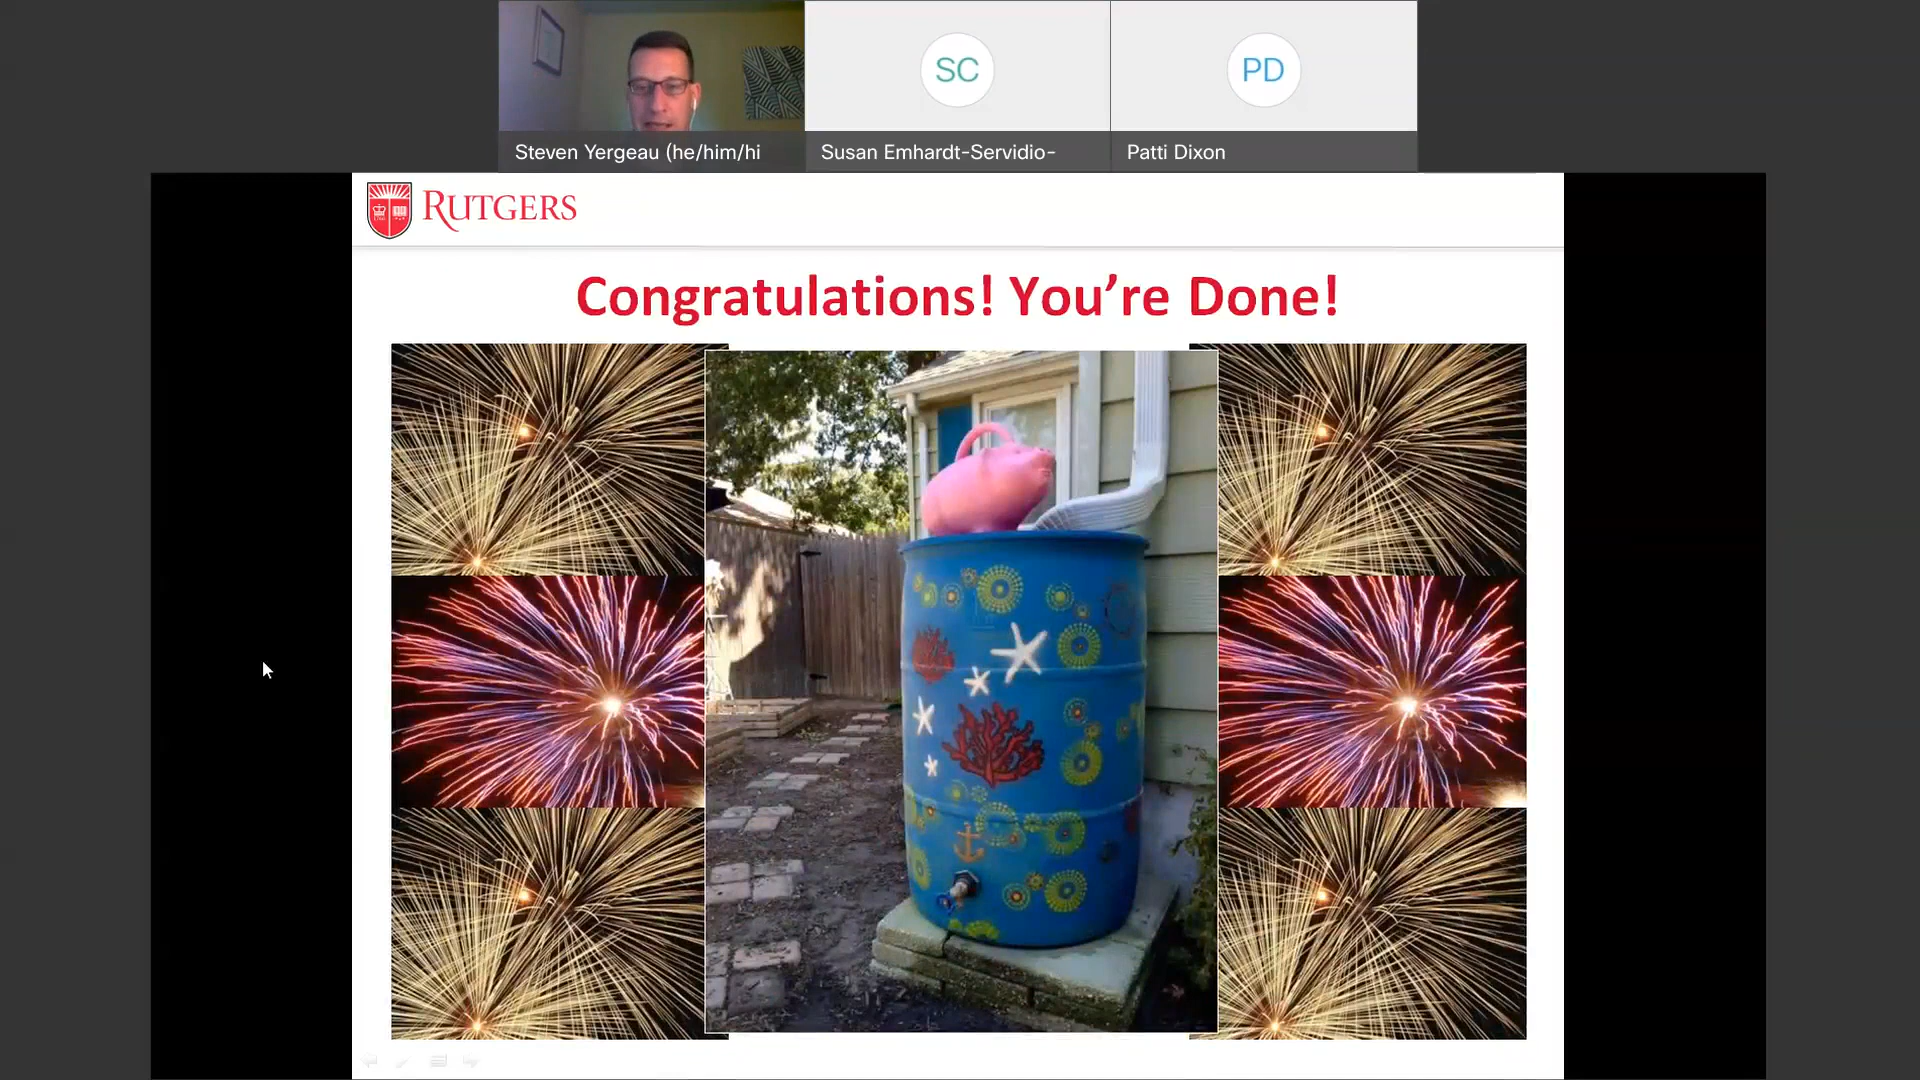 SC
PD
Steven Yergeau (he/him/hi
Susan Emhardt-Servidio-
Patti Dixon
RUTGERS
Congratulations! You’re Done!